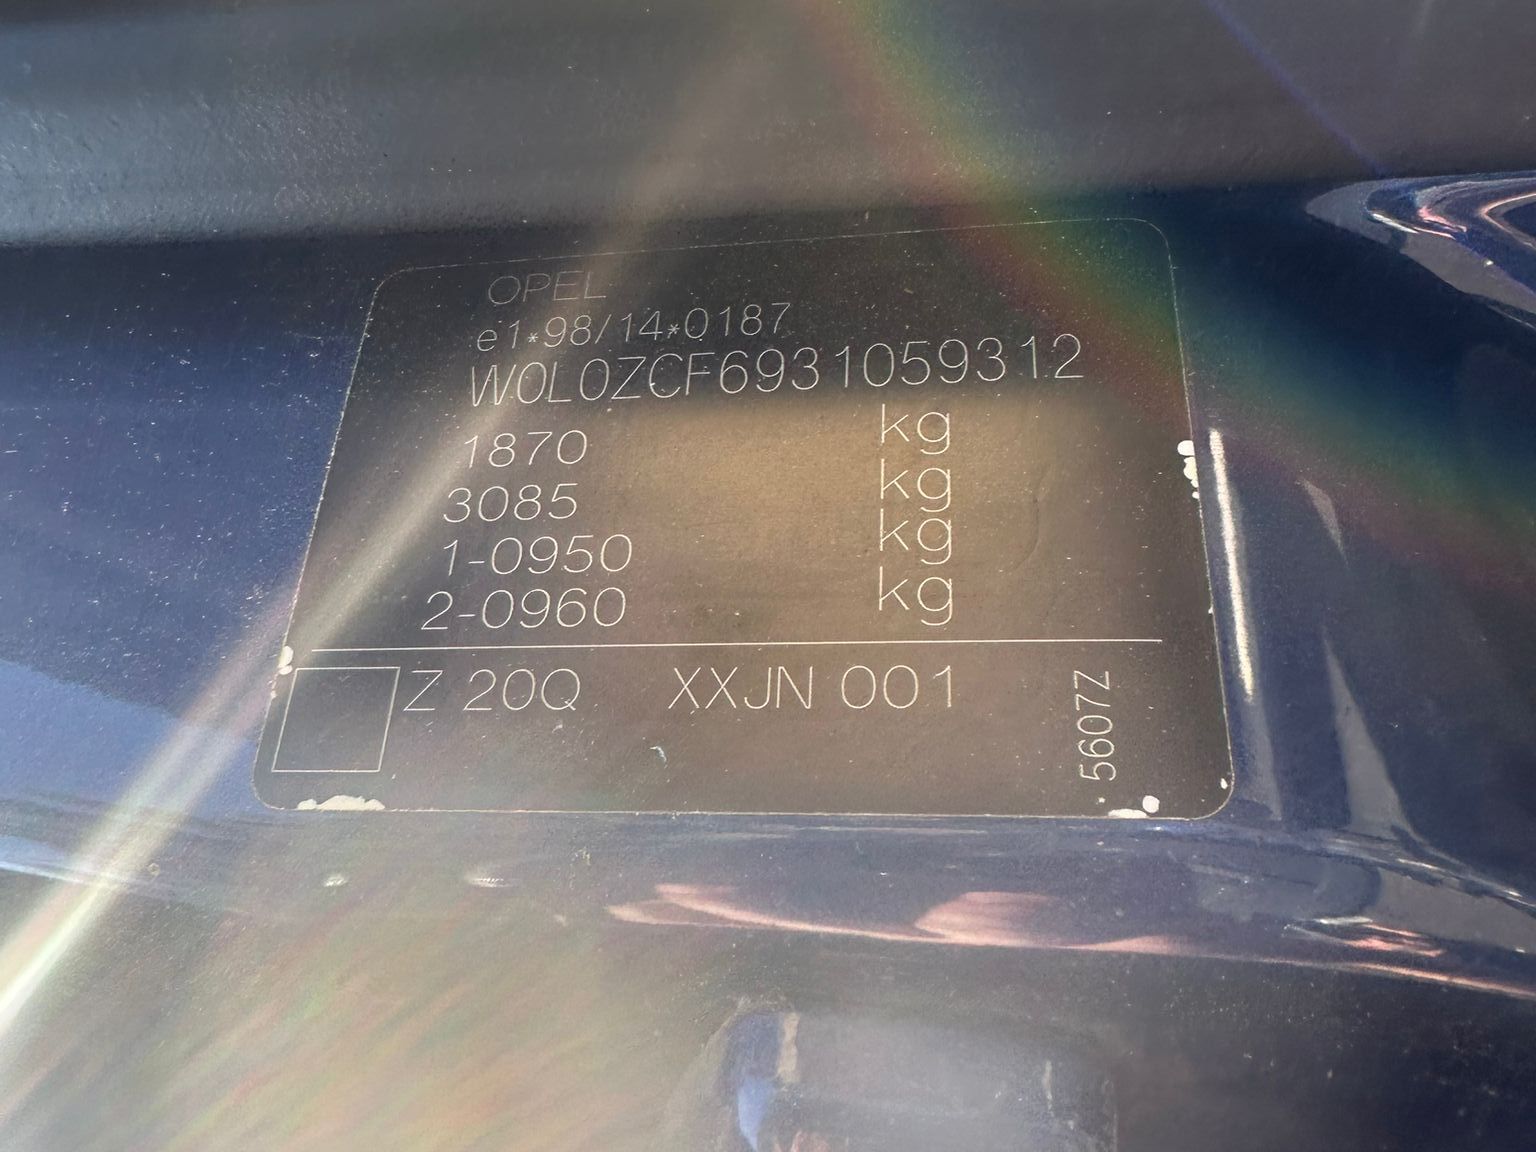 OPEL
e1*98/14*0187
W0L0ZCF6931059312
1870 kg
3085 kg
1-0950 kg
2-0960 kg
Z 20Q XXJN 001
5607Z